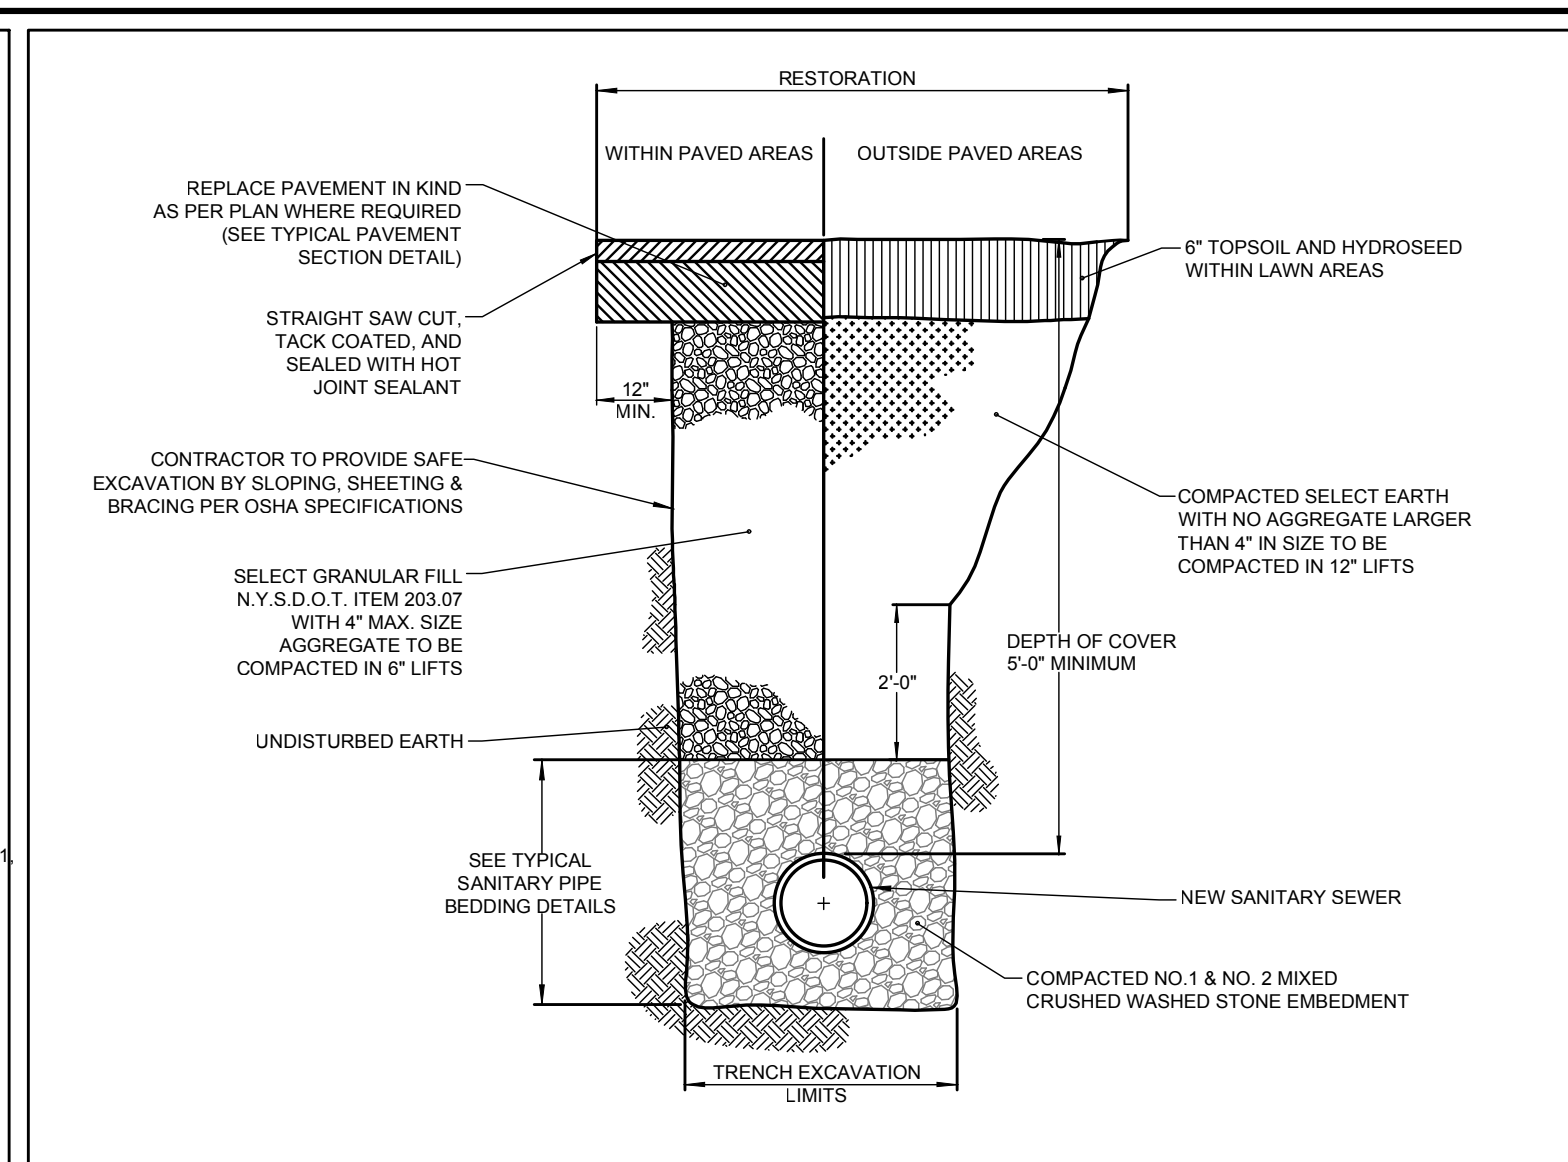 RESTORATION
WITHIN PAVED AREAS
OUTSIDE PAVED AREAS
REPLACE PAVEMENT IN KIND
AS PER PLAN WHERE REQUIRED
(SEE TYPICAL PAVEMENT
SECTION DETAIL)
6" TOPSOIL AND HYDROSEED
WITHIN LAWN AREAS
STRAIGHT SAW CUT,
TACK COATED, AND
SEALED WITH HOT
JOINT SEALANT
12"
MIN.
CONTRACTOR TO PROVIDE SAFE
EXCAVATION BY SLOPING, SHEETING &
BRACING PER OSHA SPECIFICATIONS
COMPACTED SELECT EARTH
WITH NO AGGREGATE LARGER
THAN 4" IN SIZE TO BE
COMPACTED IN 12" LIFTS
SELECT GRANULAR FILL
N.Y.S.D.O.T. ITEM 203.07
WITH 4" MAX. SIZE
AGGREGATE TO BE
COMPACTED IN 6" LIFTS
DEPTH OF COVER
5'-0" MINIMUM
2'-0"
UNDISTURBED EARTH
1,
SEE TYPICAL
SANITARY PIPE
BEDDING DETAILS
NEW SANITARY SEWER
COMPACTED NO.1 & NO. 2 MIXED
CRUSHED WASHED STONE EMBEDMENT
TRENCH EXCAVATION
LIMITS